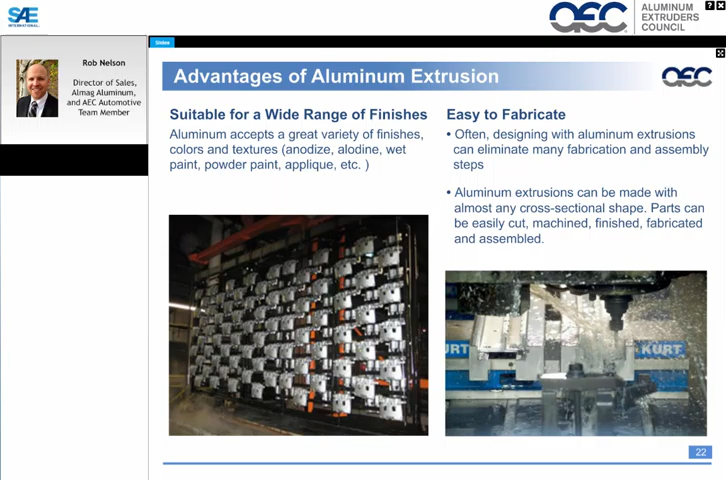 SAE
INTERNATIONAL
AEC
ALUMINUM
EXTRUDERS
COUNCIL
?
Rob Nelson
Director of Sales,
Almag Aluminum,
and AEC Automotive
Team Member
Slides
Advantages of Aluminum Extrusion
AEC
Suitable for a Wide Range of Finishes
Aluminum accepts a great variety of finishes,
colors and textures (anodize, alodine, wet
paint, powder paint, applique, etc. )
Easy to Fabricate
• Often, designing with aluminum extrusions
can eliminate many fabrication and assembly
steps
• Aluminum extrusions can be made with
almost any cross-sectional shape. Parts can
be easily cut, machined, finished, fabricated
and assembled.
URT
KURT
22